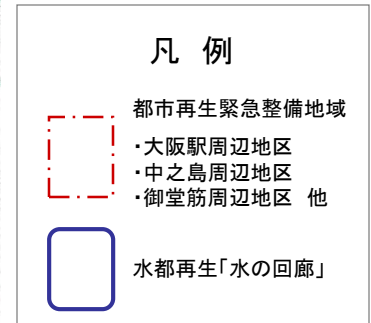 凡 例
都市再生緊急整備地域
・大阪駅周辺地区
・中之島周辺地区
・御堂筋周辺地区 他
水都再生「水の回廊」